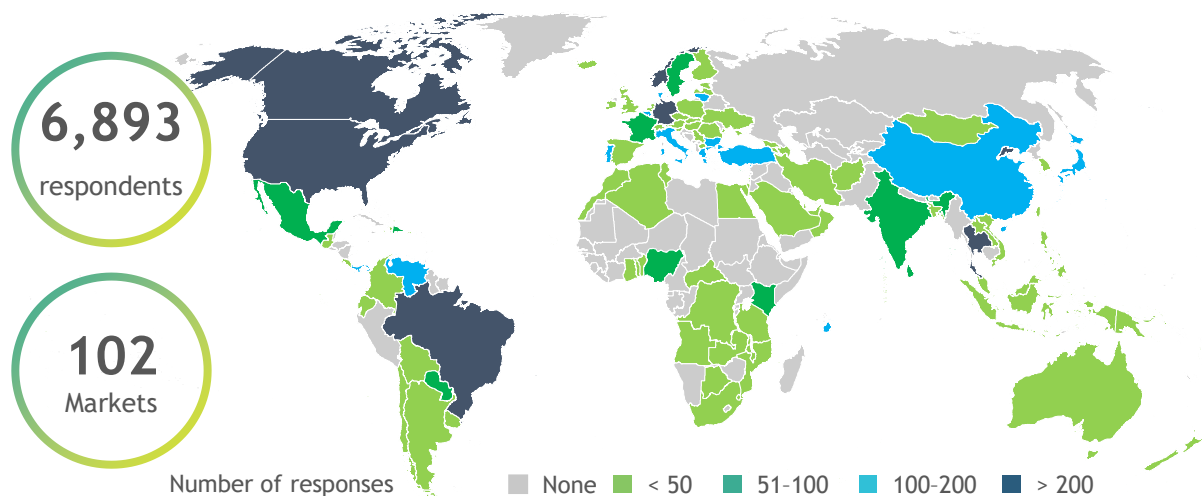 6,893
respondents
102
Markets
Number of responses None < 50 51–100 100–200 > 200